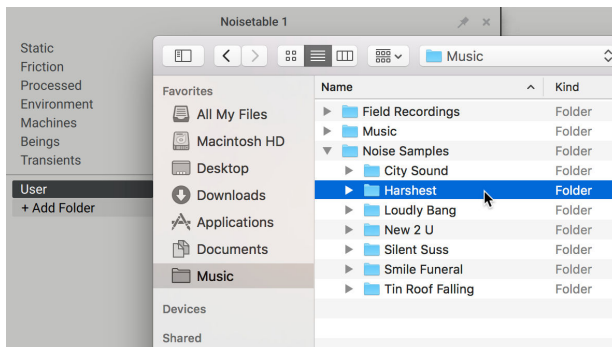 Noisetable 1
Static
Friction
Processed
Environment
Machines
Beings
Transients
User
+ Add Folder
Music
Favorites
All My Files
Macintosh HD
Desktop
Downloads
Applications
Documents
Music
Devices
Shared
Name Kind
Field Recordings Folder
Music Folder
Noise Samples Folder
City Sound Folder
Harshest Folder
Loudly Bang Folder
New 2 U Folder
Silent Suss Folder
Smile Funeral Folder
Tin Roof Falling Folder